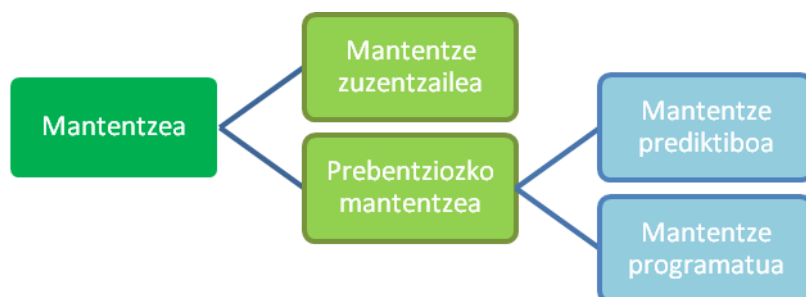 Mantentzea
Mantentze
zuzentzailea
Prebentziozko
mantentzea
Mantentze
prediktiboa
Mantentze
programatua